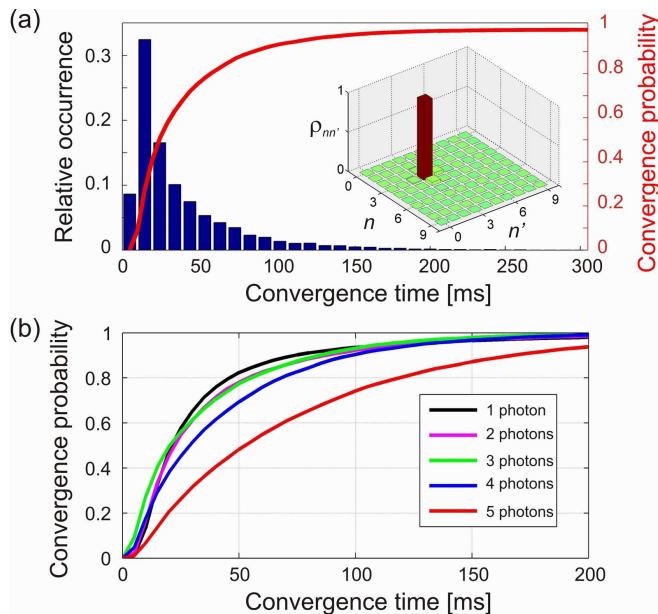 (a)
Relative occurrence
0.3
0.2
0.1
0
0 50 100 150 200 250 300
Convergence time [ms]
1
0.8
0.6
0.4
0.2
0
Convergence probability
1
0
ρnn'
0 3 6 9
n
0 3 6 9
n'
(b)
Convergence probability
1
0.8
0.6
0.4
0.2
0
0 50 100 150 200
Convergence time [ms]
1 photon
2 photons
3 photons
4 photons
5 photons